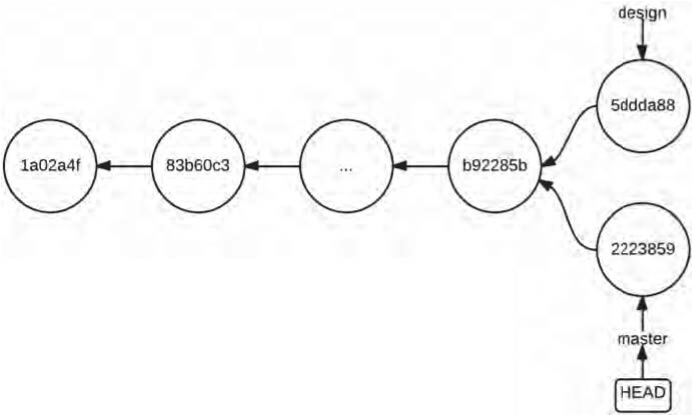 design
5ddda88
1a02a4f
83b60c3
...
b92285b
2223859
master
HEAD